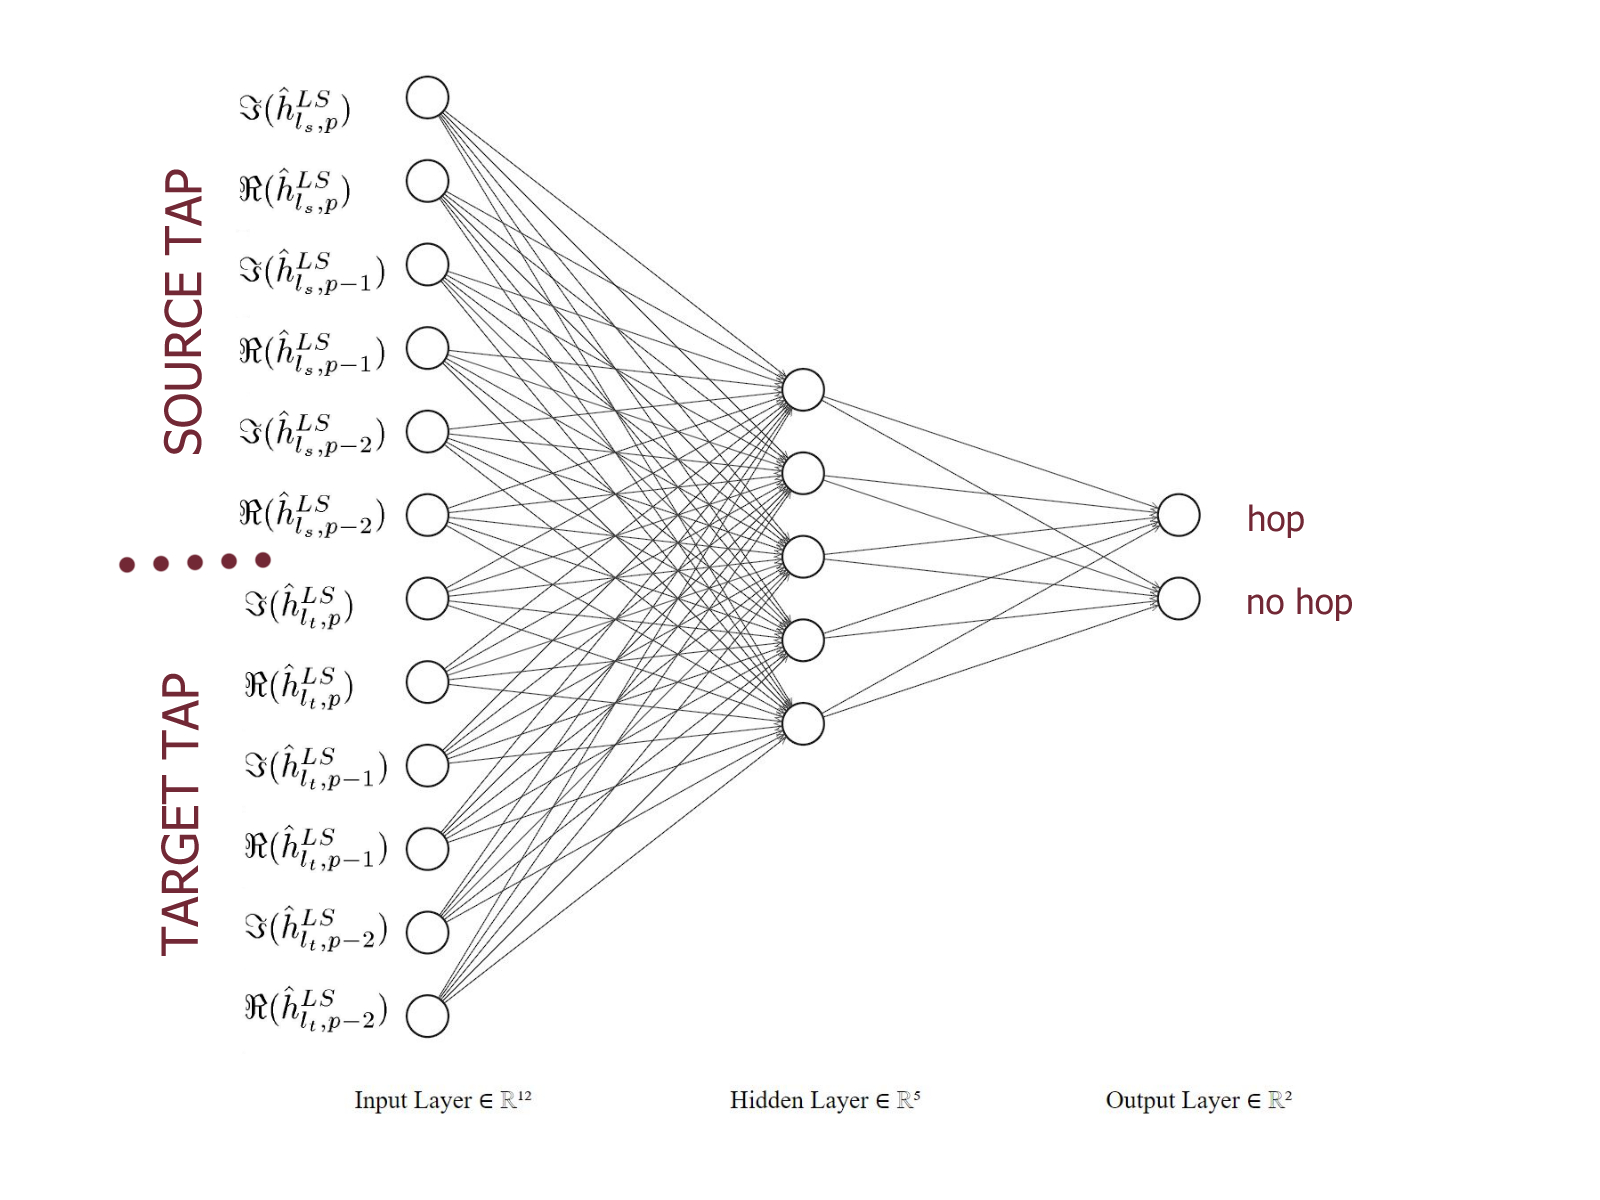 SOURCE TAP
ℑ(ĥ^{LS}_{l_s,p})
ℜ(ĥ^{LS}_{l_s,p})
ℑ(ĥ^{LS}_{l_s,p−1})
ℜ(ĥ^{LS}_{l_s,p−1})
ℑ(ĥ^{LS}_{l_s,p−2})
ℜ(ĥ^{LS}_{l_s,p−2})
TARGET TAP
ℑ(ĥ^{LS}_{l_t,p})
ℜ(ĥ^{LS}_{l_t,p})
ℑ(ĥ^{LS}_{l_t,p−1})
ℜ(ĥ^{LS}_{l_t,p−1})
ℑ(ĥ^{LS}_{l_t,p−2})
ℜ(ĥ^{LS}_{l_t,p−2})
hop
no hop
Input Layer ∈ ℝ¹²
Hidden Layer ∈ ℝ⁵
Output Layer ∈ ℝ²